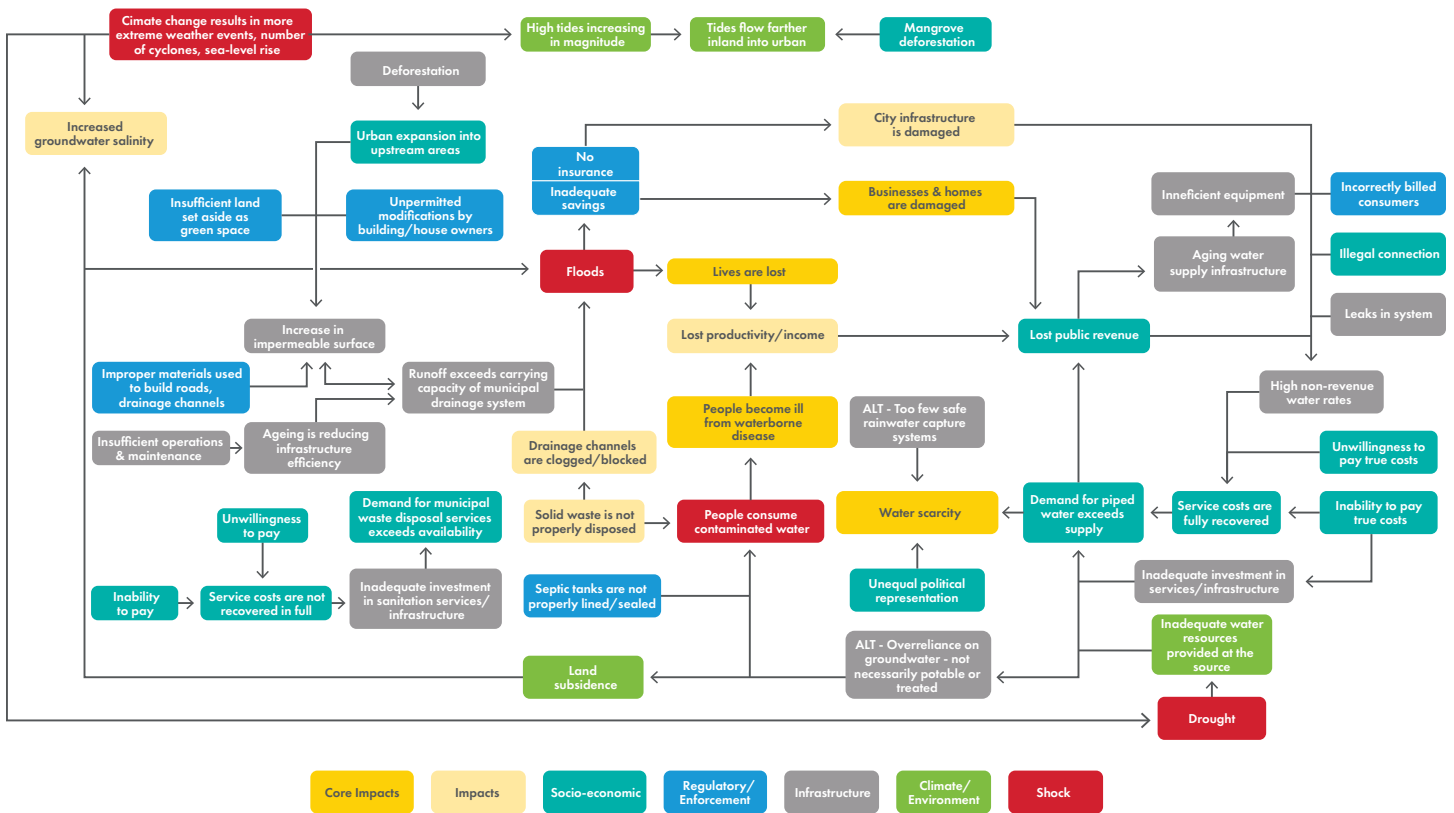 Cimate change results in more
extreme weather events, number
of cyclones, sea-level rise
High tides increasing
in magnitude
Tides flow farther
inland into urban
Mangrove
deforestation
Deforestation
Increased
groundwater salinity
Urban expansion into
upstream areas
City infrastructure
is damaged
No
insurance
Inadequate
savings
Businesses & homes
are damaged
Inneficient equipment
Incorrectly billed
consumers
Insufficient land
set aside as
green space
Unpermitted
modifications by
building/house owners
Floods
Lives are lost
Aging water
supply infrastructure
Illegal connection
Leaks in system
Increase in
impermeable surface
Lost productivity/income
Lost public revenue
Improper materials used
to build roads,
drainage channels
Runoff exceeds carrying
capacity of municipal
drainage system
High non-revenue
water rates
People become ill
from waterborne
disease
ALT - Too few safe
rainwater capture
systems
Insufficient operations
& maintenance
Ageing is reducing
infrastructure
efficiency
Drainage channels
are clogged/blocked
Unwillingness to
pay true costs
Unwillingness
to pay
Demand for municipal
waste disposal services
exceeds availability
Solid waste is not
properly disposed
People consume
contaminated water
Water scarcity
Demand for piped
water exceeds
supply
Service costs are
fully recovered
Inability to pay
true costs
Inability
to pay
Service costs are not
recovered in full
Inadequate investment
in sanitation services/
infrastructure
Septic tanks are not
properly lined/sealed
Unequal political
representation
Inadequate investment in
services/infrastructure
Land
subsidence
ALT - Overreliance on
groundwater - not
necessarily potable or
treated
Inadequate water
resources
provided at the
source
Drought
Core Impacts
Impacts
Socio-economic
Regulatory/
Enforcement
Infrastructure
Climate/
Environment
Shock